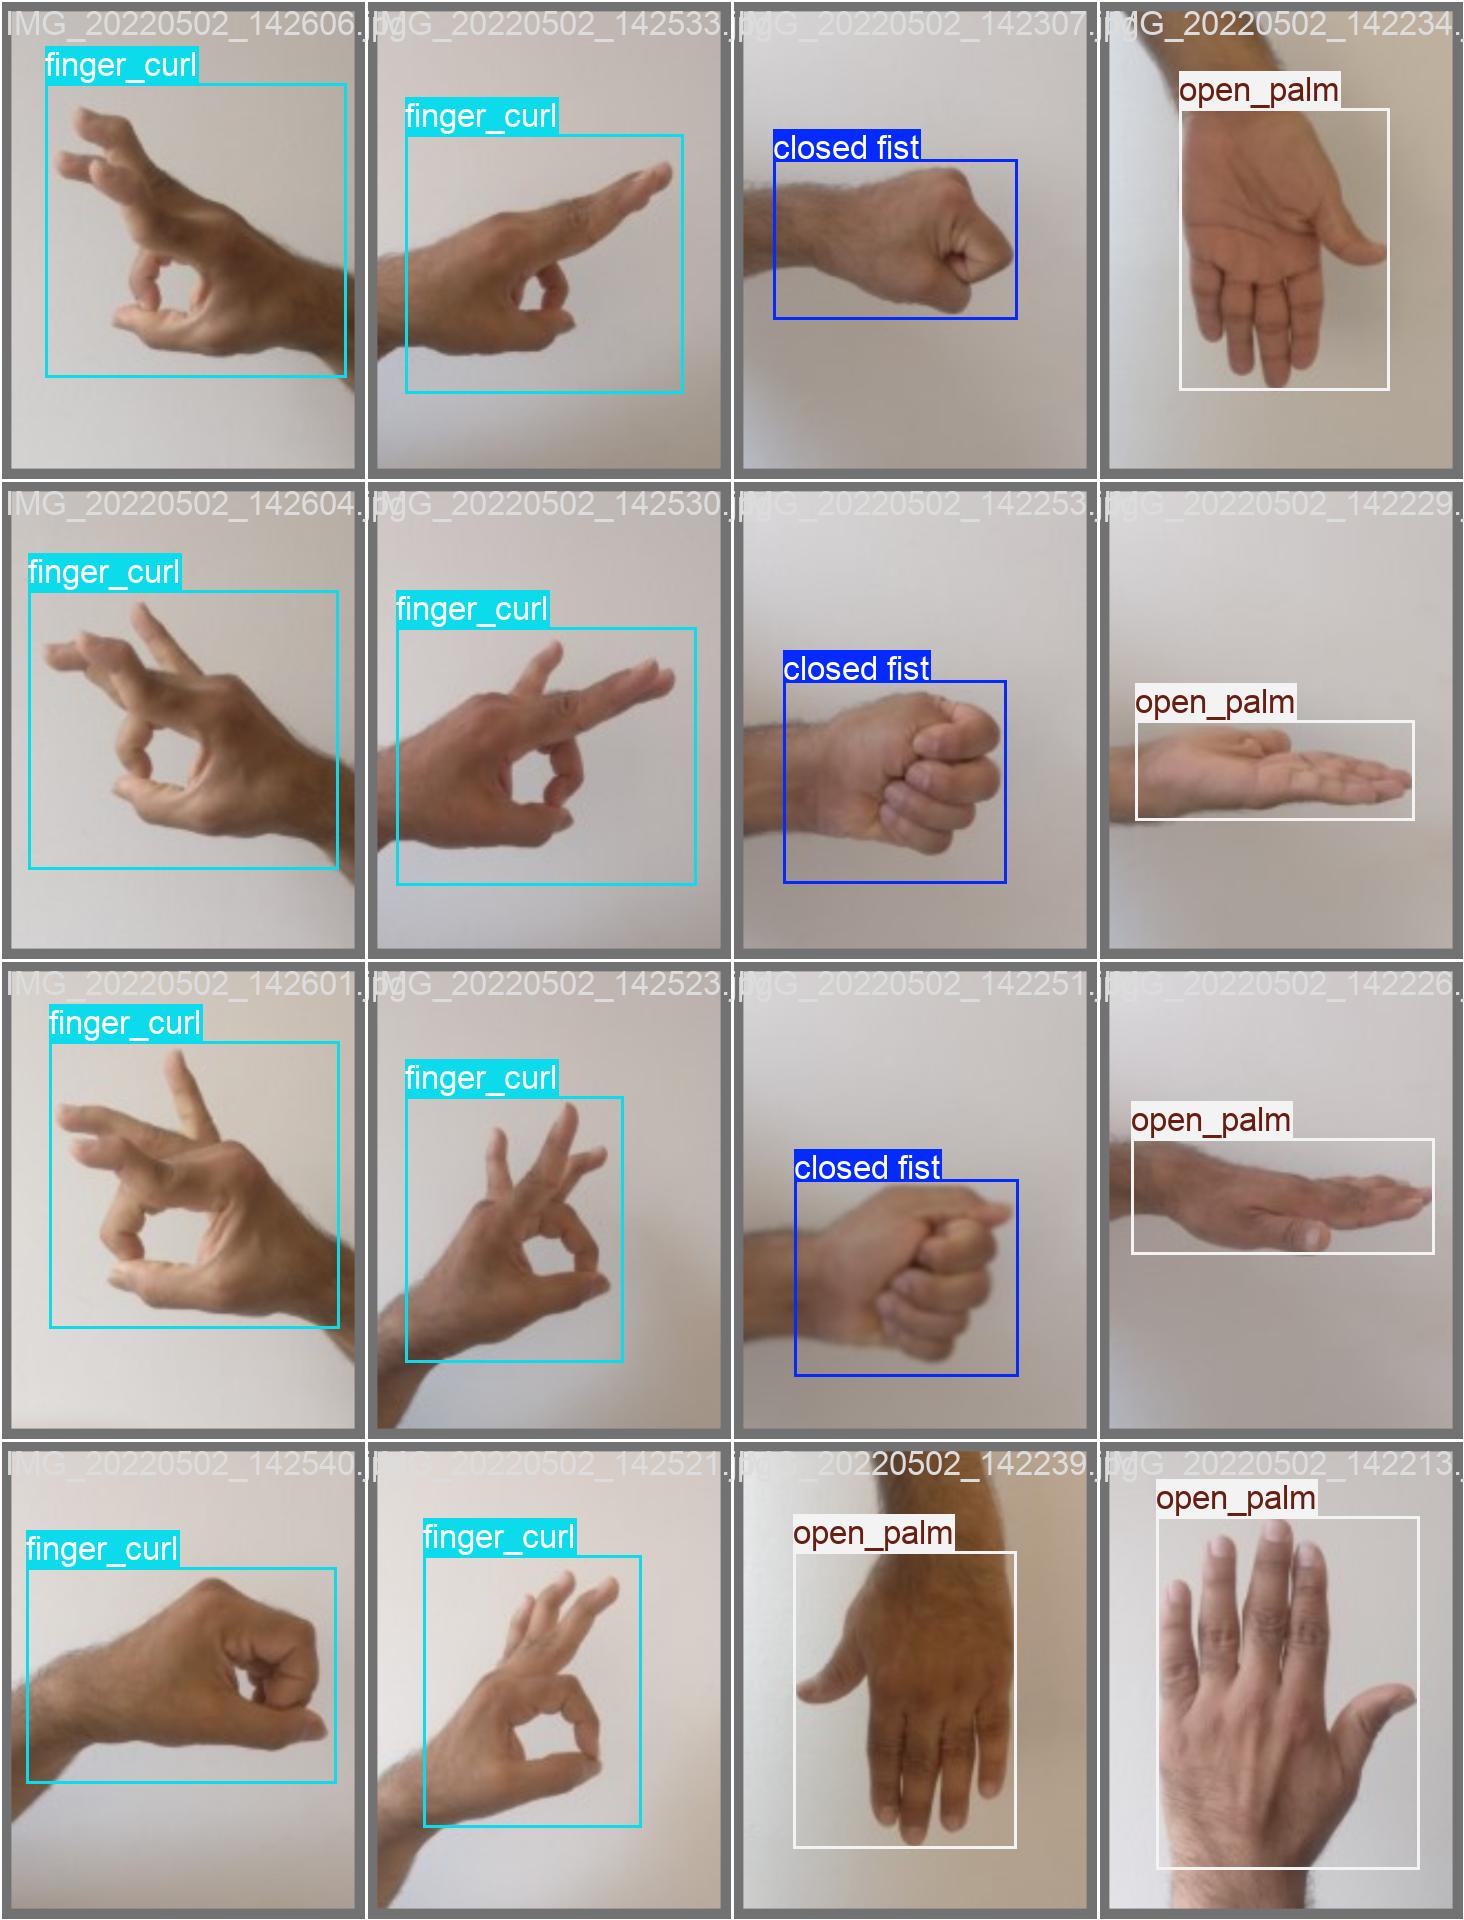 IMG_20220502_142606.jpg
IMG_20220502_142533.jpg
IMG_20220502_142307.jpg
IMG_20220502_142234.
finger_curl
finger_curl
closed fist
open_palm
IMG_20220502_142604.jpg
IMG_20220502_142530.jpg
IMG_20220502_142253.jpg
IMG_20220502_142229.
finger_curl
finger_curl
closed fist
open_palm
IMG_20220502_142601.jpg
IMG_20220502_142523.jpg
IMG_20220502_142251.jpg
IMG_20220502_142226.
finger_curl
finger_curl
closed fist
open_palm
IMG_20220502_142540.jpg
IMG_20220502_142521.jpg
IMG_20220502_142239.jpg
IMG_20220502_142213.
finger_curl
finger_curl
open_palm
open_palm